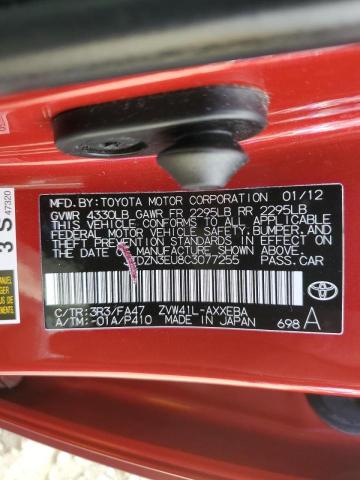 MFD.BY: TOYOTA MOTOR CORPORATION 01/12
GVWR 4330LB GAWR FR 2295LB RR 2295LB
THIS VEHICLE CONFORMS TO ALL APPLICABLE
FEDERAL MOTOR VEHICLE SAFETY, BUMPER, AND
THEFT PREVENTION STANDARDS IN EFFECT ON
THE DATE OF MANUFACTURE SHOWN ABOVE.
DZN3EU8C3077255 PASS.CAR
C/TR: 3R3/FA47 ZVW41L-AXXEBA
A/TM: -01A/P410 MADE IN JAPAN 698 A
3 S
47320